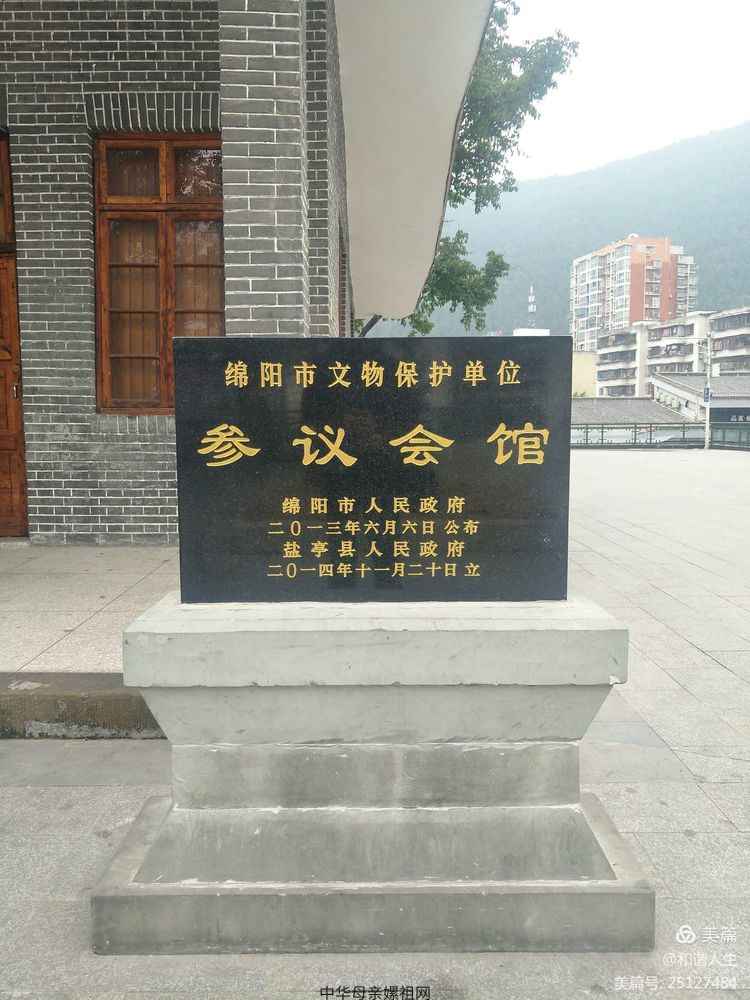 绵阳市文物保护单位
参议会馆
绵阳市人民政府
二〇一三年六月六日公布
盐亭县人民政府
二〇一四年十一月二十日立
美篇
@和谐人生
美篇号: 25127484
中华母亲嫘祖网